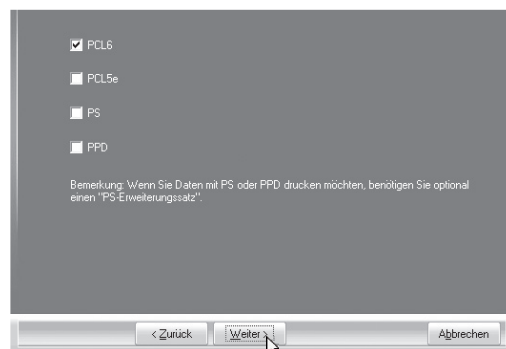 PCL6
PCL5e
PS
PPD
Bemerkung: Wenn Sie Daten mit PS oder PPD drucken möchten, benötigen Sie optional
einen "PS-Erweiterungssatz".
< Zurück Weiter > Abbrechen